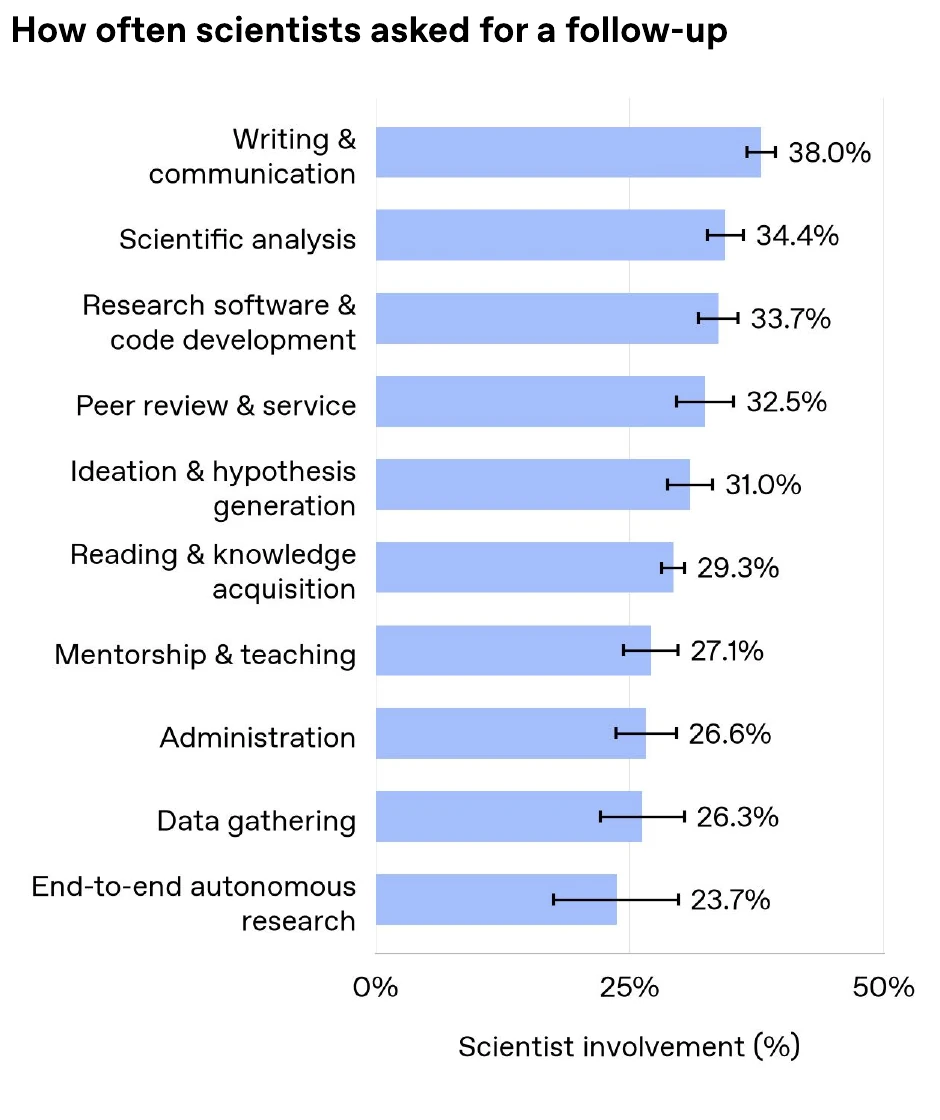 How often scientists asked for a follow-up
Writing &
communication
38.0%
Scientific analysis
34.4%
Research software &
code development
33.7%
Peer review & service
32.5%
Ideation & hypothesis
generation
31.0%
Reading & knowledge
acquisition
29.3%
Mentorship & teaching
27.1%
Administration
26.6%
Data gathering
26.3%
End-to-end autonomous
research
23.7%
0%
25%
50%
Scientist involvement (%)